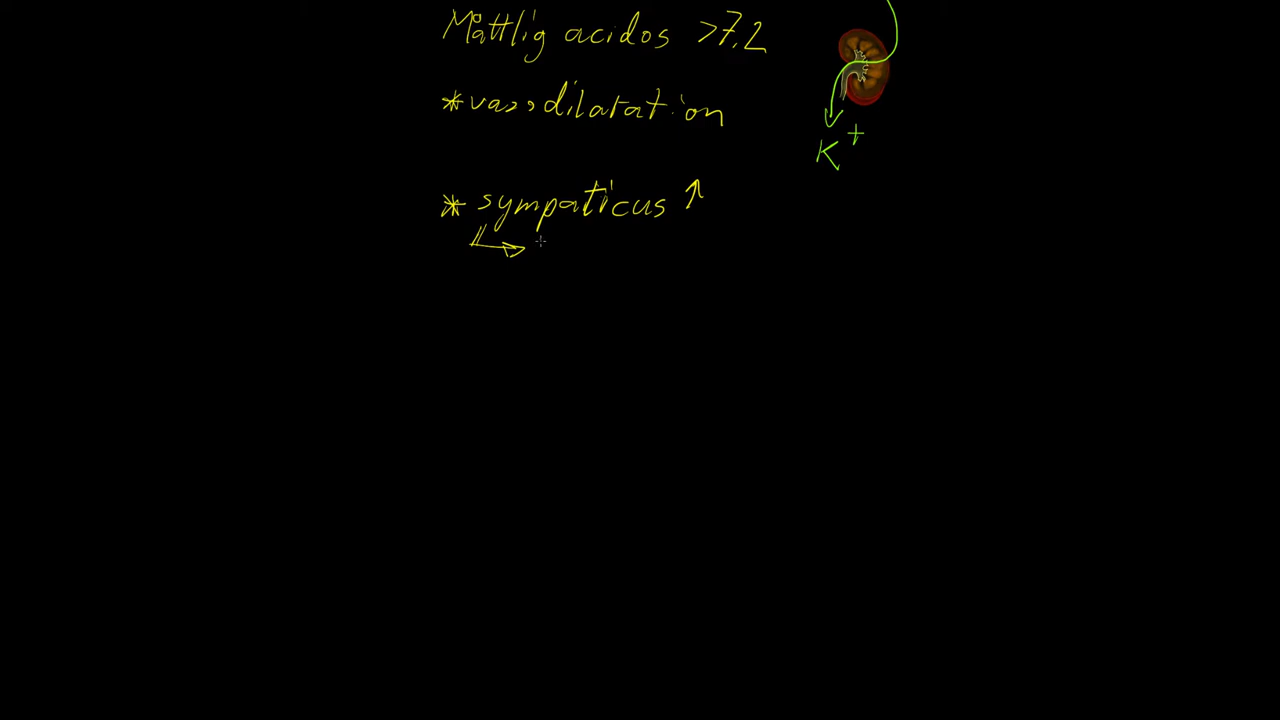 Måttlig acidos >7,2
*vasodilatation
K+
* sympaticus ↑